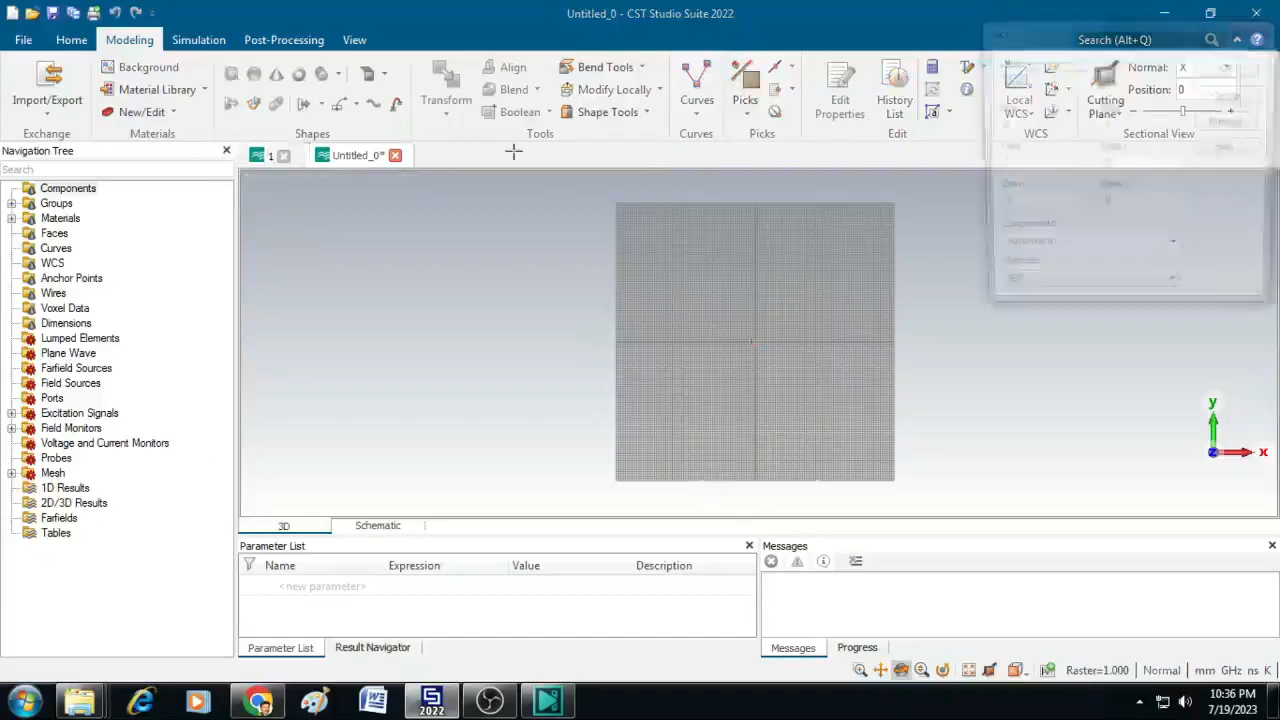 Untitled_0 - CST Studio Suite 2022
File Home Modeling Simulation Post-Processing View Search (Alt+Q)
Import/Export
Exchange
Background
Material Library
New/Edit
Materials
Shapes
Transform
Align
Blend
Boolean
Bend Tools
Modify Locally
Shape Tools
Tools
Curves
Curves
Picks
Picks
Edit
Properties
History
List
Edit
Local
WCS
WCS
Cutting
Plane
Normal: X
Position: 0
Sectional View
Navigation Tree
Search
1
Untitled_0*
Components
Groups
Materials
Faces
Curves
WCS
Anchor Points
Wires
Voxel Data
Dimensions
Lumped Elements
Plane Wave
Farfield Sources
Field Sources
Ports
Excitation Signals
Field Monitors
Voltage and Current Monitors
Probes
Mesh
1D Results
2D/3D Results
Farfields
Tables
y
z
x
3D Schematic
Parameter List
Name Expression Value Description
<new parameter>
Parameter List Result Navigator
Messages
Messages Progress
Raster=1.000 Normal mm GHz ns K
2022
10:36 PM
7/19/2023